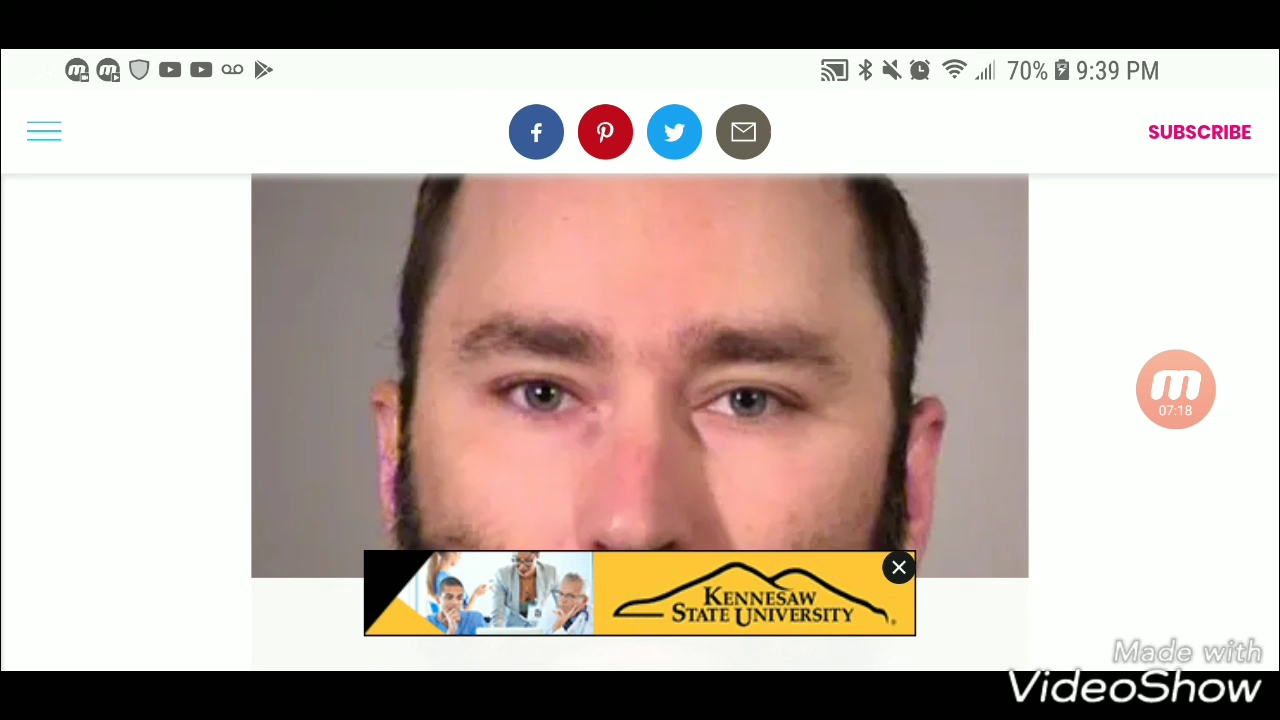 70% 9:39 PM
SUBSCRIBE
07:18
KENNESAW
STATE UNIVERSITY
Made with
VideoShow